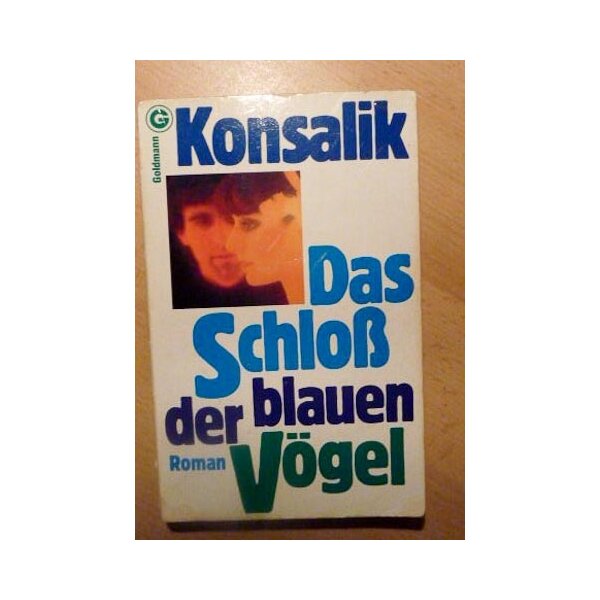 Goldmann
Konsalik
Das
Schloß
der blauen
Roman Vögel